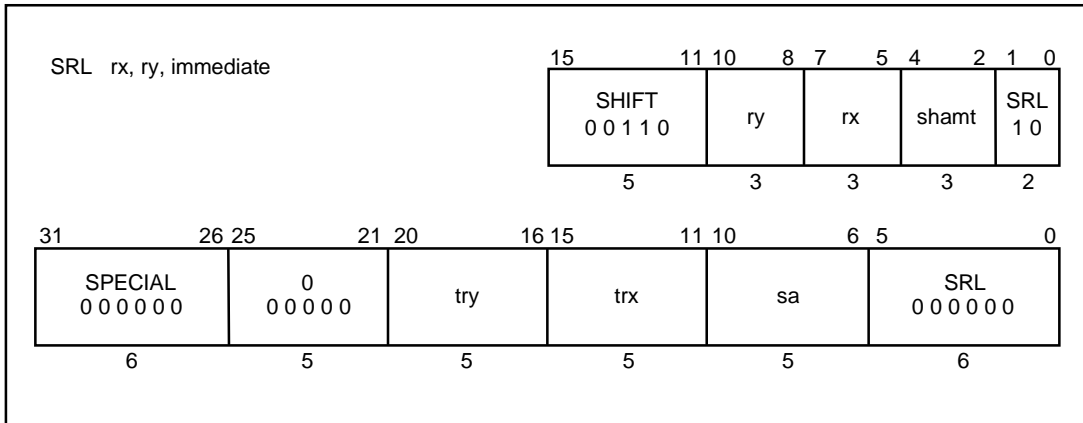 SRL rx, ry, immediate
15 11 10 8 7 5 4 2 1 0
SHIFT ry rx shamt SRL
0 0 1 1 0 1 0
5 3 3 3 2
31 26 25 21 20 16 15 11 10 6 5 0
SPECIAL 0 try trx sa SRL
0 0 0 0 0 0 0 0 0 0 0 0 0 0 0 0 0
6 5 5 5 5 6